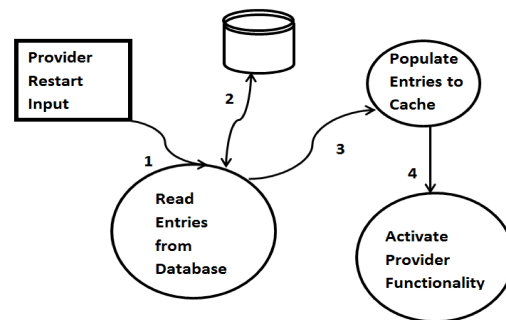 Provider
Restart
Input
1
2
3
Populate
Entries to
Cache
4
Read
Entries
from
Database
Activate
Provider
Functionality